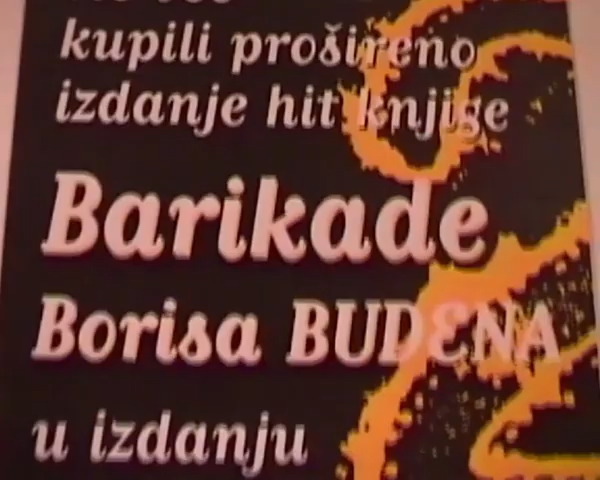 kupili prošireno
izdanje hit knjige
Barikade
Borisa BUDENA
u izdanju